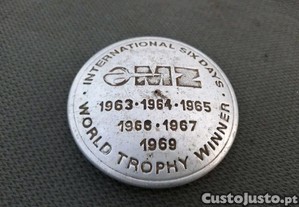 INTERNATIONAL SIX DAYS
MZ
1963 · 1964 · 1965
1966 · 1967
1969
WORLD TROPHY WINNER
CustoJusto.pt